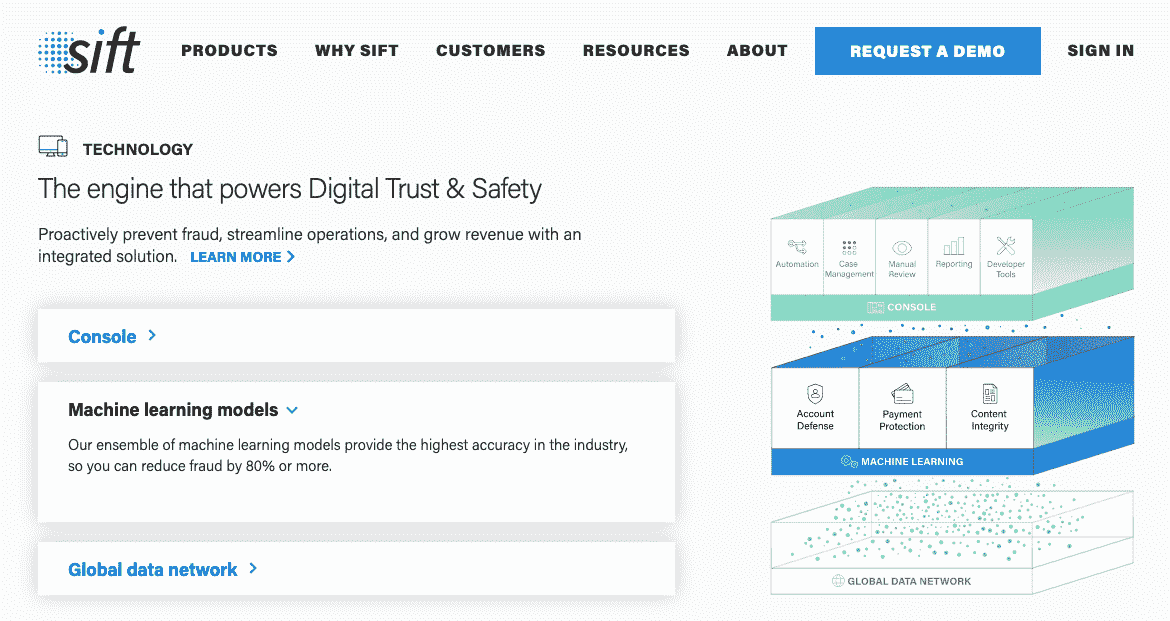 sift
PRODUCTS
WHY SIFT
CUSTOMERS
RESOURCES
ABOUT
REQUEST A DEMO
SIGN IN
TECHNOLOGY
The engine that powers Digital Trust & Safety
Proactively prevent fraud, streamline operations, and grow revenue with an
integrated solution. LEARN MORE
Console
Machine learning models
Our ensemble of machine learning models provide the highest accuracy in the industry,
so you can reduce fraud by 80% or more.
Global data network
Automation
Case
Management
Manual
Review
Reporting
Developer
Tools
CONSOLE
Account
Defense
Payment
Protection
Content
Integrity
MACHINE LEARNING
GLOBAL DATA NETWORK